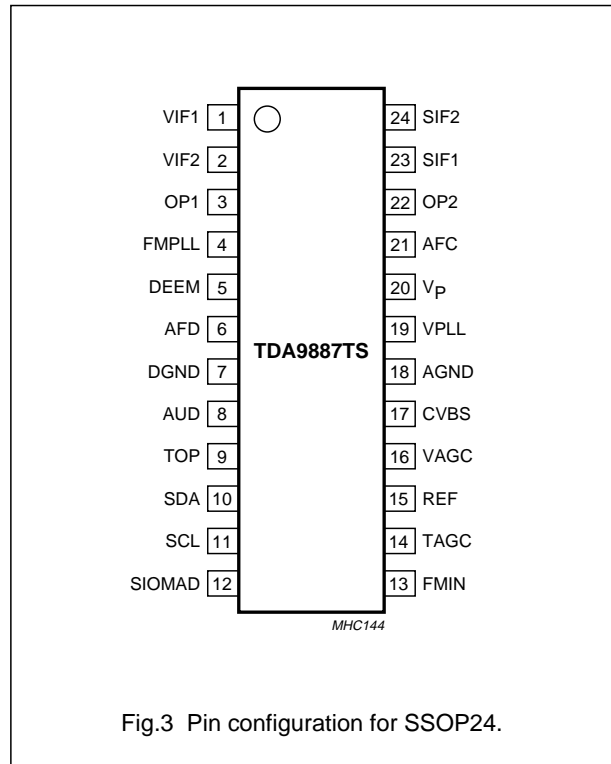 VIF1 1 24 SIF2
VIF2 2 23 SIF1
OP1 3 22 OP2
FMPLL 4 21 AFC
DEEM 5 20 VP
AFD 6 19 VPLL
TDA9887TS
DGND 7 18 AGND
AUD 8 17 CVBS
TOP 9 16 VAGC
SDA 10 15 REF
SCL 11 14 TAGC
SIOMAD 12 13 FMIN
MHC144
Fig.3 Pin configuration for SSOP24.